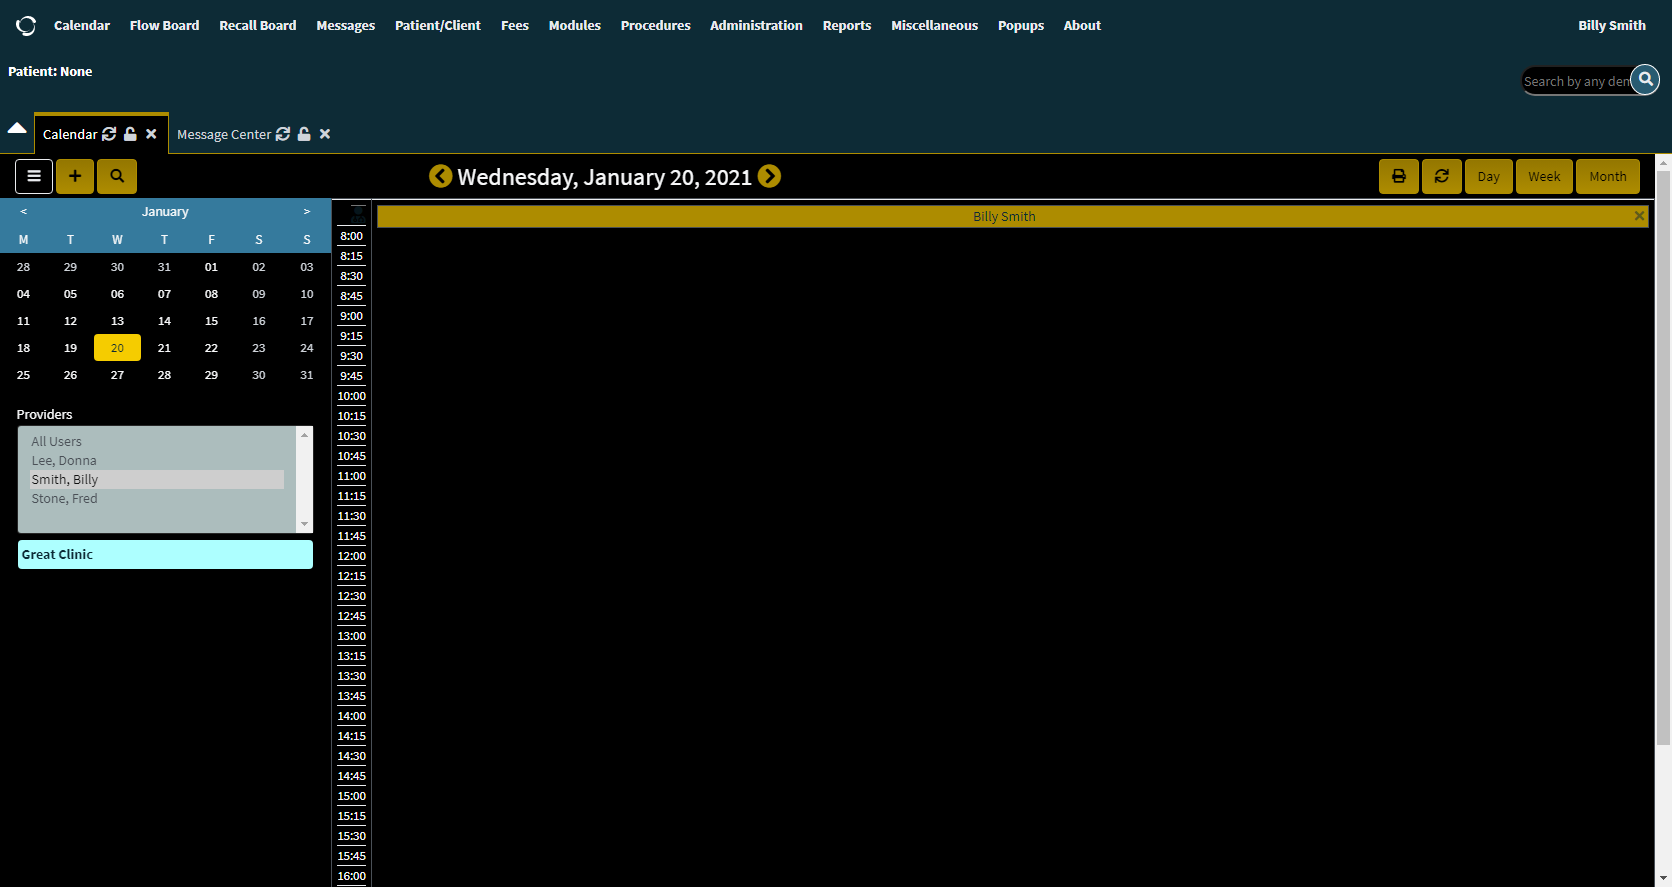 Calendar Flow Board Recall Board Messages Patient/Client Fees Modules Procedures Administration Reports Miscellaneous Popups About Billy Smith
Patient: None
Search by any den
Calendar Message Center
Wednesday, January 20, 2021
Day Week Month
< January >
M T W T F S S
28 29 30 31 01 02 03
04 05 06 07 08 09 10
11 12 13 14 15 16 17
18 19 20 21 22 23 24
25 26 27 28 29 30 31
Providers
All Users
Lee, Donna
Smith, Billy
Stone, Fred
Great Clinic
Billy Smith
8:00
8:15
8:30
8:45
9:00
9:15
9:30
9:45
10:00
10:15
10:30
10:45
11:00
11:15
11:30
11:45
12:00
12:15
12:30
12:45
13:00
13:15
13:30
13:45
14:00
14:15
14:30
14:45
15:00
15:15
15:30
15:45
16:00